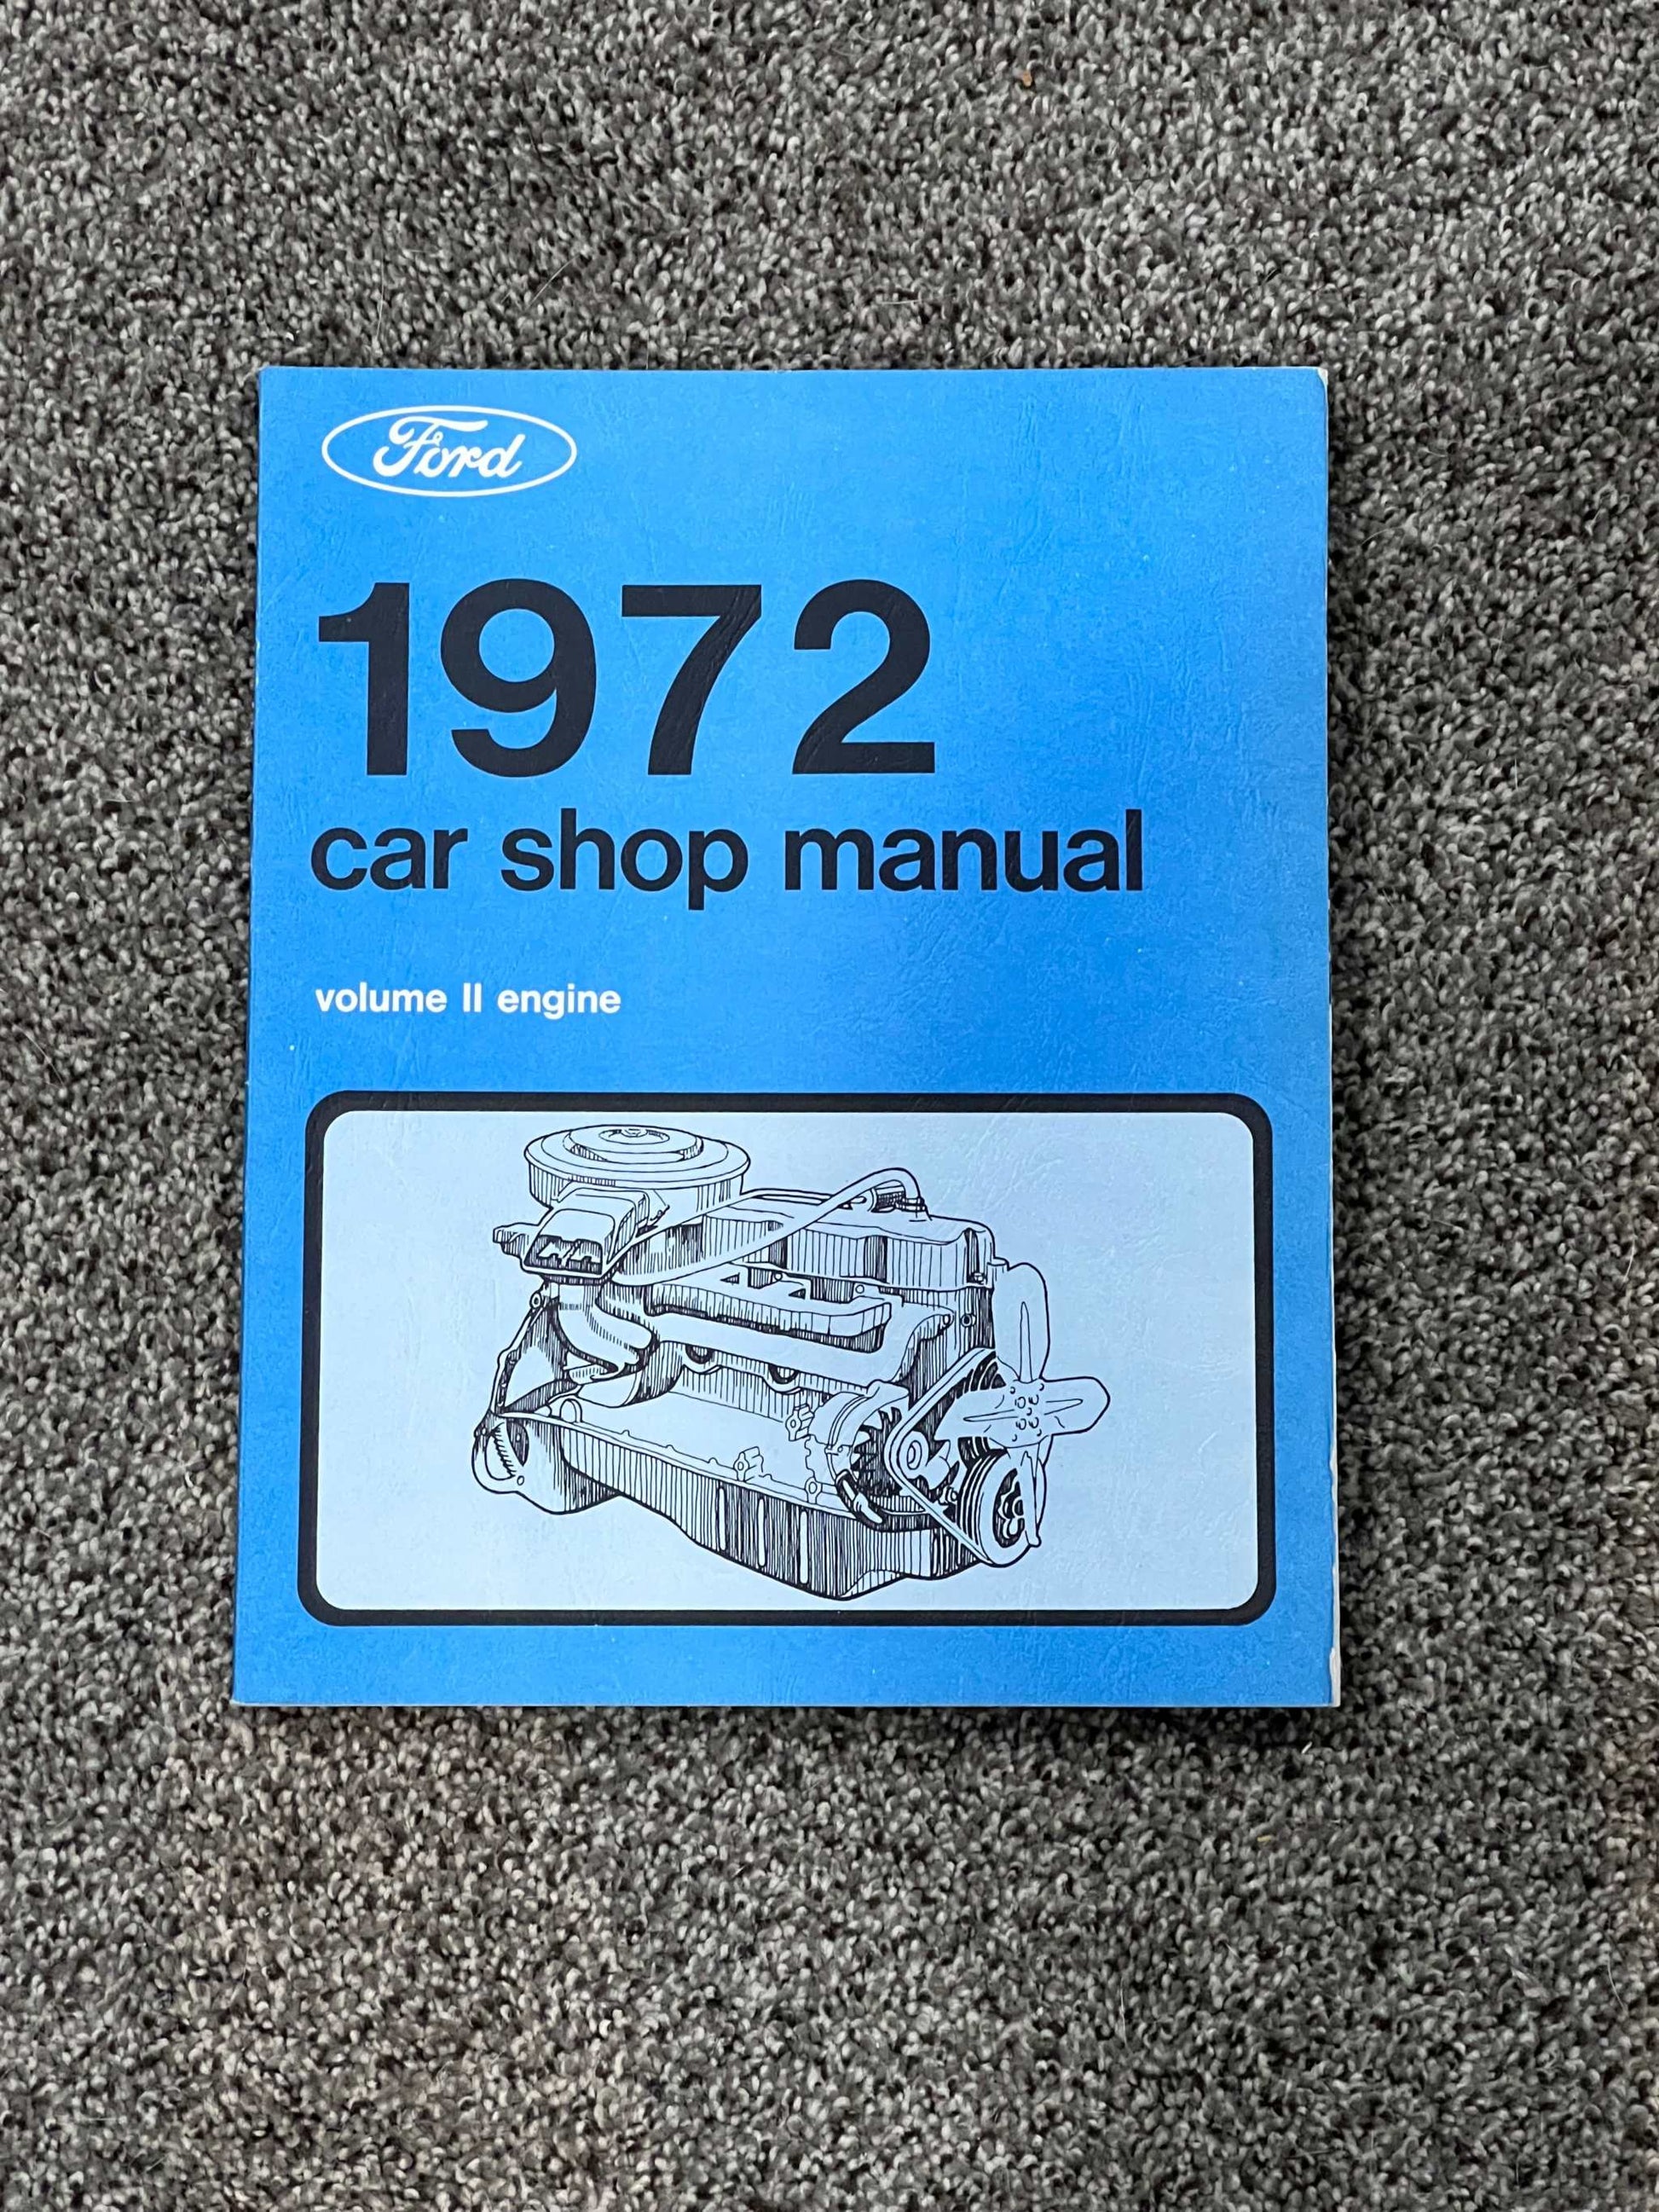 Ford
1972
car shop manual
volume II engine